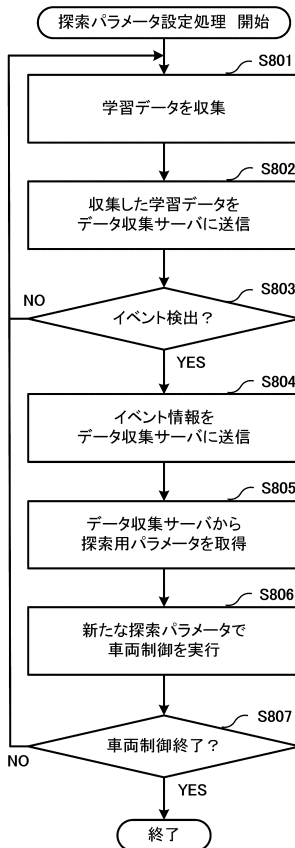 探索パラメータ設定処理 開始
S801
学習データを収集
S802
収集した学習データを
データ収集サーバに送信
S803
NO
イベント検出？
YES
S804
イベント情報を
データ収集サーバに送信
S805
データ収集サーバから
探索用パラメータを取得
S806
新たな探索パラメータで
車両制御を実行
S807
車両制御終了？
NO
YES
終了